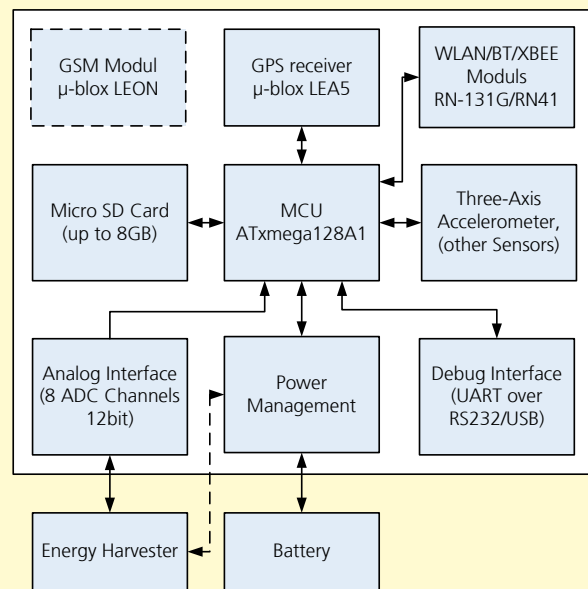 GSM Modul
µ-blox LEON
GPS receiver
µ-blox LEA5
WLAN/BT/XBEE
Moduls
RN-131G/RN41
Micro SD Card
(up to 8GB)
MCU
ATxmega128A1
Three-Axis
Accelerometer,
(other Sensors)
Analog Interface
(8 ADC Channels
12bit)
Power
Management
Debug Interface
(UART over
RS232/USB)
Energy Harvester
Battery